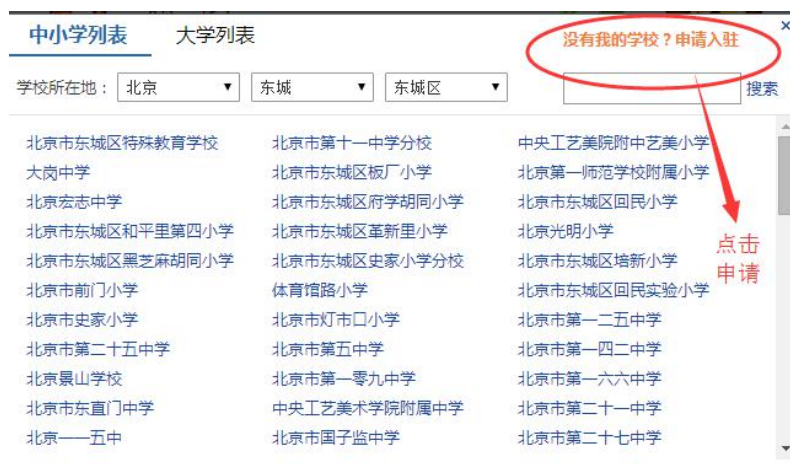 中小学列表 大学列表 没有我的学校？申请入驻 ×
学校所在地： 北京 东城 东城区 搜素
北京市东城区特殊教育学校 北京市第十一中学分校 中央工艺美院附中艺美小学
大岗中学 北京市东城区板厂小学 北京第一师范学校附属小学
北京宏志中学 北京市东城区府学胡同小学 北京市东城区回民小学
北京市东城区和平里第四小学 北京市东城区革新里小学 北京光明小学
北京市东城区黑芝麻胡同小学 北京市东城区史家小学分校 北京市东城区培新小学
北京市前门小学 体育馆路小学 北京市东城区回民实验小学
北京市史家小学 北京市灯市口小学 北京市第一二五中学
北京市第二十五中学 北京市第五中学 北京市第一四二中学
北京景山学校 北京市第一零九中学 北京市第一六六中学
北京市东直门中学 中央工艺美术学院附属中学 北京市第二十一中学
北京一一五中 北京市国子监中学 北京市第二十七中学
点击
申请